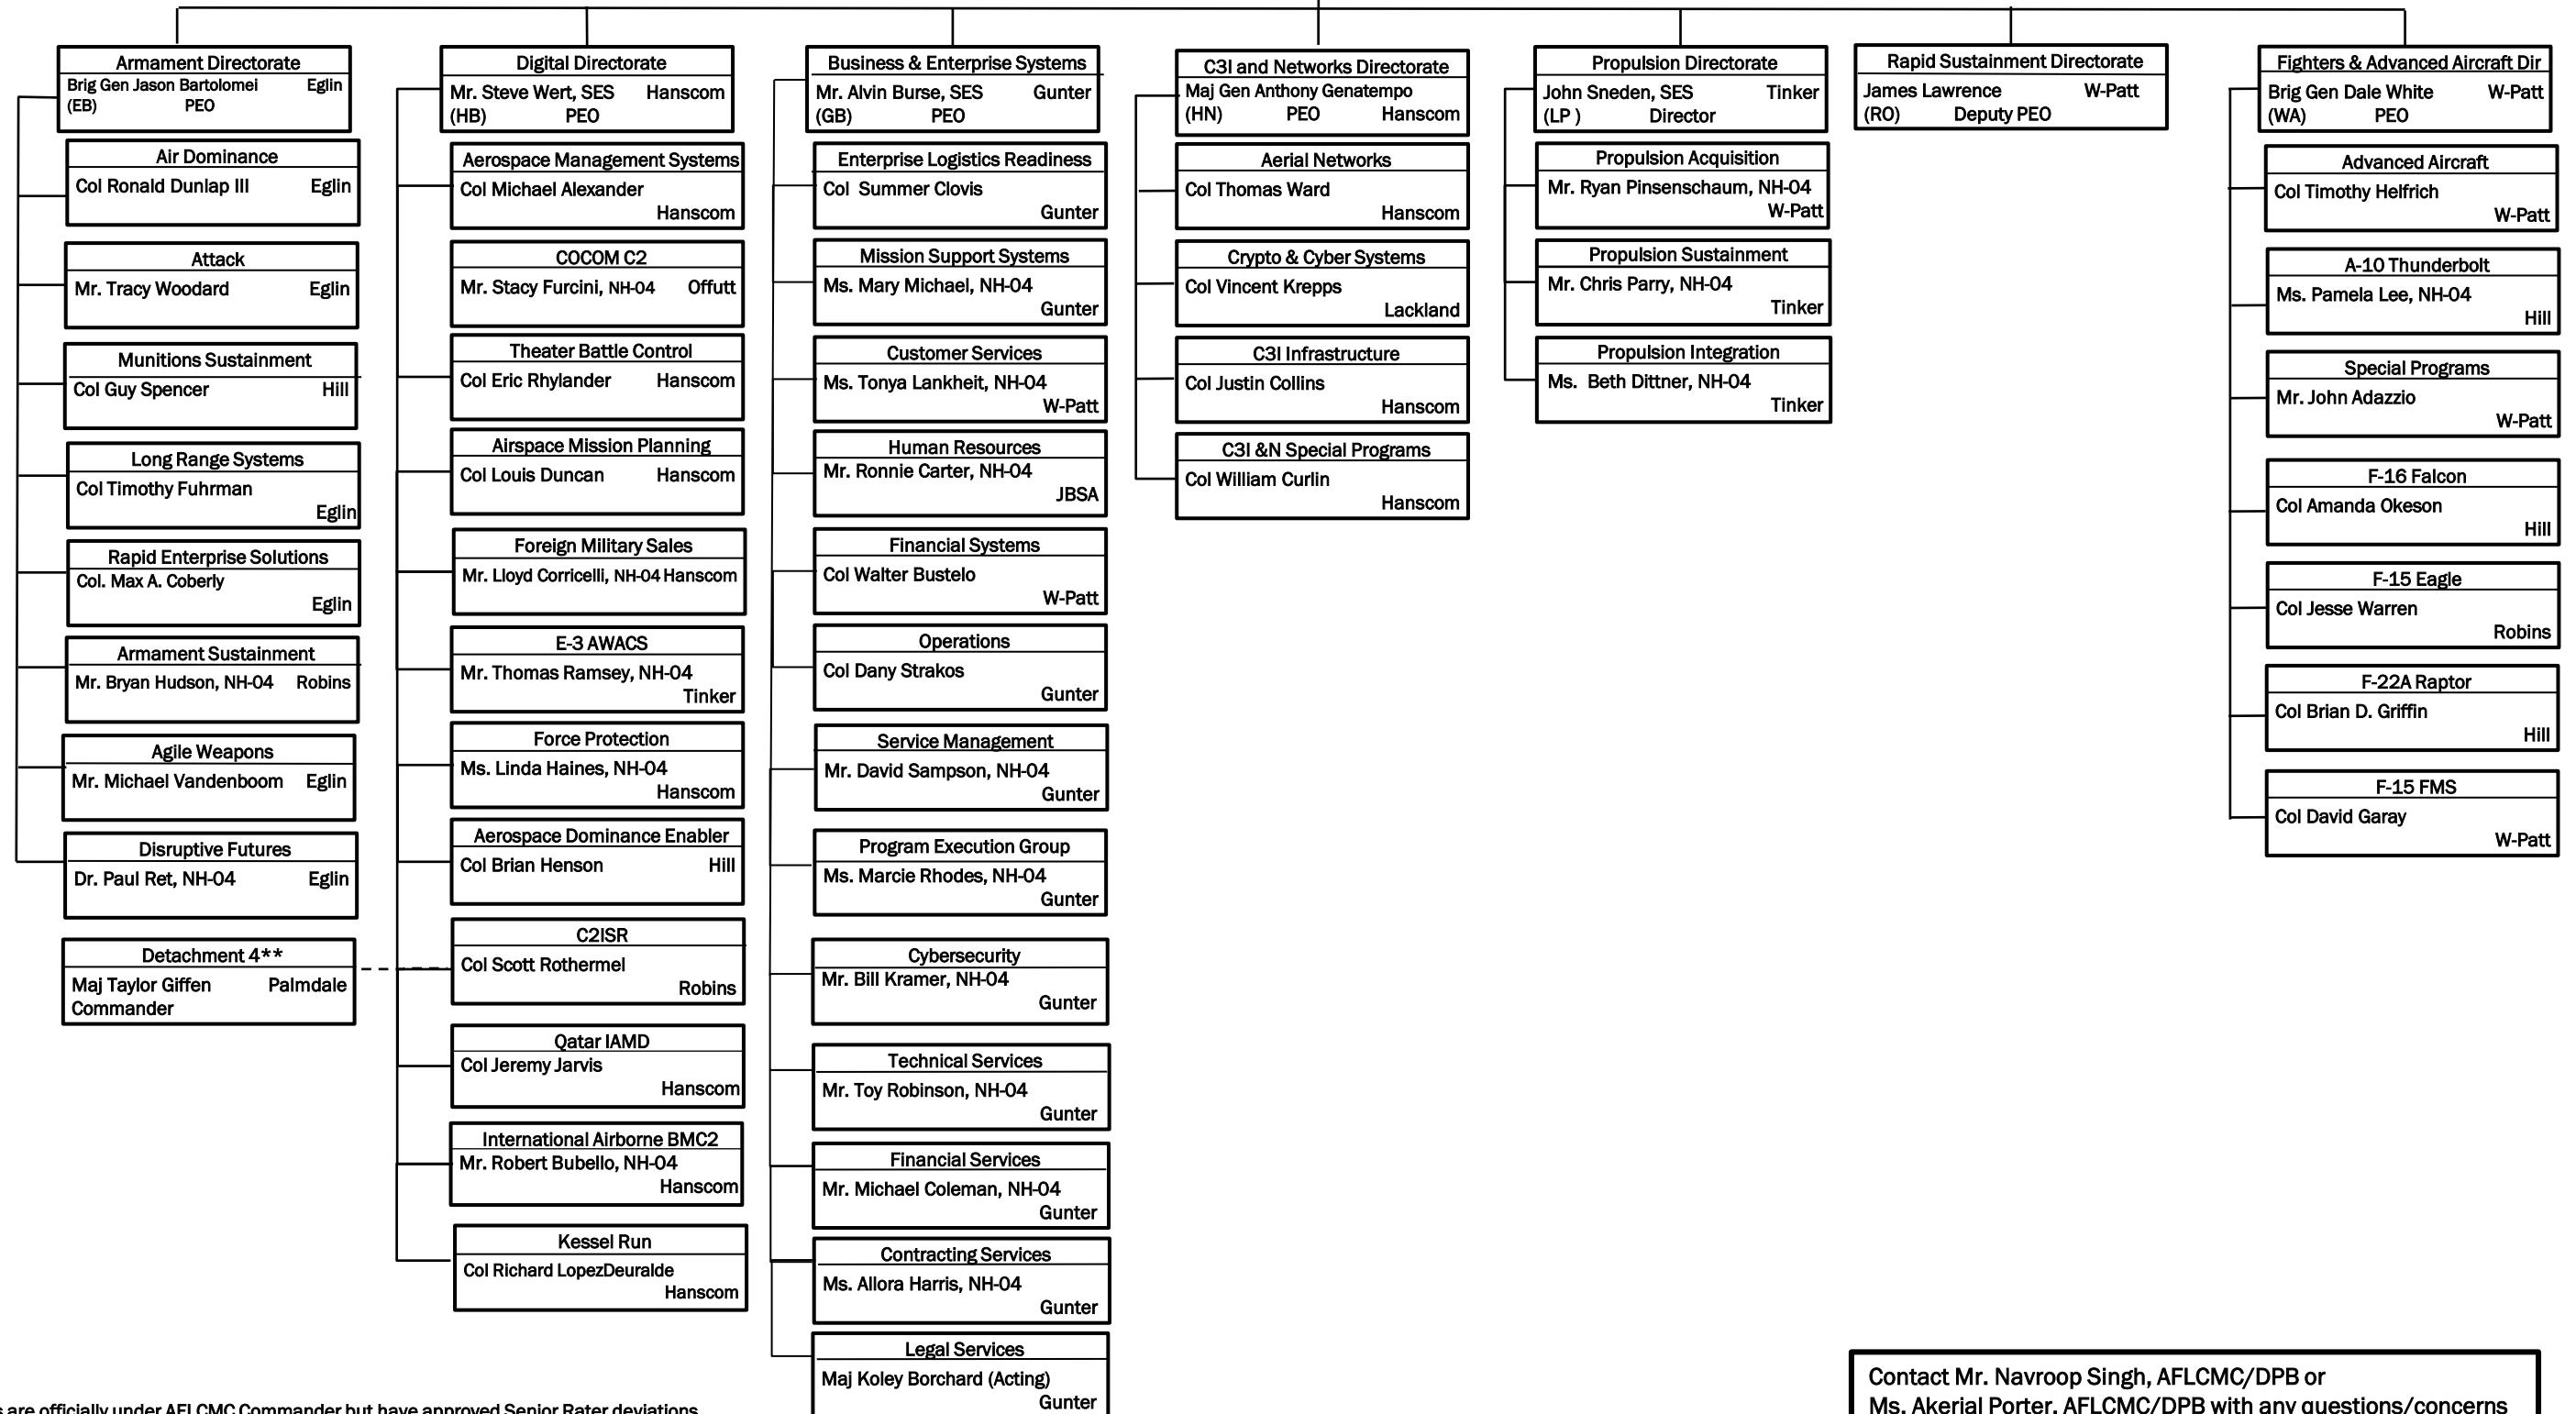 Armament Directorate
Brig Gen Jason Bartolomei Eglin
(EB) PEO
Air Dominance
Col Ronald Dunlap III Eglin
Attack
Mr. Tracy Woodard Eglin
Munitions Sustainment
Col Guy Spencer Hill
Long Range Systems
Col Timothy Fuhrman
Eglin
Rapid Enterprise Solutions
Col. Max A. Coberly
Eglin
Armament Sustainment
Mr. Bryan Hudson, NH-04 Robins
Agile Weapons
Mr. Michael Vandenboom Eglin
Disruptive Futures
Dr. Paul Ret, NH-04 Eglin
Detachment 4**
Maj Taylor Giffen Palmdale
Commander
Digital Directorate
Mr. Steve Wert, SES Hanscom
(HB) PEO
Aerospace Management Systems
Col Michael Alexander
Hanscom
COCOM C2
Mr. Stacy Furcini, NH-04 Offutt
Theater Battle Control
Col Eric Rhylander Hanscom
Airspace Mission Planning
Col Louis Duncan Hanscom
Foreign Military Sales
Mr. Lloyd Corricelli, NH-04 Hanscom
E-3 AWACS
Mr. Thomas Ramsey, NH-04
Tinker
Force Protection
Ms. Linda Haines, NH-04
Hanscom
Aerospace Dominance Enabler
Col Brian Henson Hill
C2ISR
Col Scott Rothermel
Robins
Qatar IAMD
Col Jeremy Jarvis
Hanscom
International Airborne BMC2
Mr. Robert Bubello, NH-04
Hanscom
Kessel Run
Col Richard LopezDeuralde
Hanscom
Business & Enterprise Systems
Mr. Alvin Burse, SES Gunter
(GB) PEO
Enterprise Logistics Readiness
Col Summer Clovis
Gunter
Mission Support Systems
Ms. Mary Michael, NH-04
Gunter
Customer Services
Ms. Tonya Lankheit, NH-04
W-Patt
Human Resources
Mr. Ronnie Carter, NH-04
JBSA
Financial Systems
Col Walter Bustelo
W-Patt
Operations
Col Dany Strakos
Gunter
Service Management
Mr. David Sampson, NH-04
Gunter
Program Execution Group
Ms. Marcie Rhodes, NH-04
Gunter
Cybersecurity
Mr. Bill Kramer, NH-04
Gunter
Technical Services
Mr. Toy Robinson, NH-04
Gunter
Financial Services
Mr. Michael Coleman, NH-04
Gunter
Contracting Services
Ms. Allora Harris, NH-04
Gunter
Legal Services
Maj Koley Borchard (Acting)
Gunter
C3I and Networks Directorate
Maj Gen Anthony Genatempo
(HN) PEO Hanscom
Aerial Networks
Col Thomas Ward
Hanscom
Crypto & Cyber Systems
Col Vincent Krepps
Lackland
C3I Infrastructure
Col Justin Collins
Hanscom
C3I &N Special Programs
Col William Curlin
Hanscom
Propulsion Directorate
John Sneden, SES Tinker
(LP ) Director
Propulsion Acquisition
Mr. Ryan Pinsenschaum, NH-04
W-Patt
Propulsion Sustainment
Mr. Chris Parry, NH-04
Tinker
Propulsion Integration
Ms. Beth Dittner, NH-04
Tinker
Rapid Sustainment Directorate
James Lawrence W-Patt
(RO) Deputy PEO
Fighters & Advanced Aircraft Dir
Brig Gen Dale White W-Patt
(WA) PEO
Advanced Aircraft
Col Timothy Helfrich
W-Patt
A-10 Thunderbolt
Ms. Pamela Lee, NH-04
Hill
Special Programs
Mr. John Adazzio
W-Patt
F-16 Falcon
Col Amanda Okeson
Hill
F-15 Eagle
Col Jesse Warren
Robins
F-22A Raptor
Col Brian D. Griffin
Hill
F-15 FMS
Col David Garay
W-Patt
are officially under AFLCMC Commander but have approved Senior Rater deviations
Contact Mr. Navroop Singh, AFLCMC/DPB or
Ms. Akerial Porter, AFLCMC/DPB with any questions/concerns